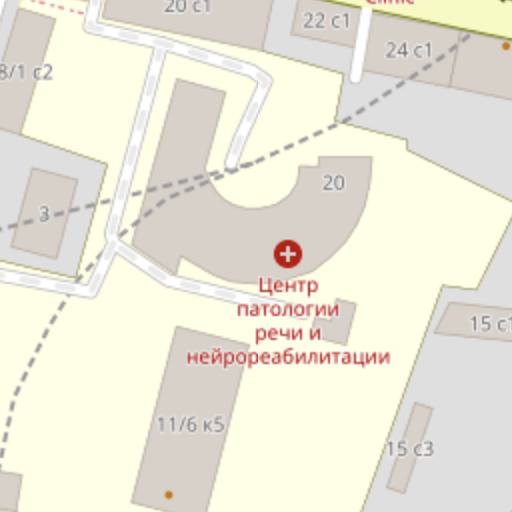 Clinic
20 с1
22 с1
24 с1
8/1 с2
20
3
Центр
патологии
речи и
нейрореабилитации
15 с1
11/6 к5
15 с3